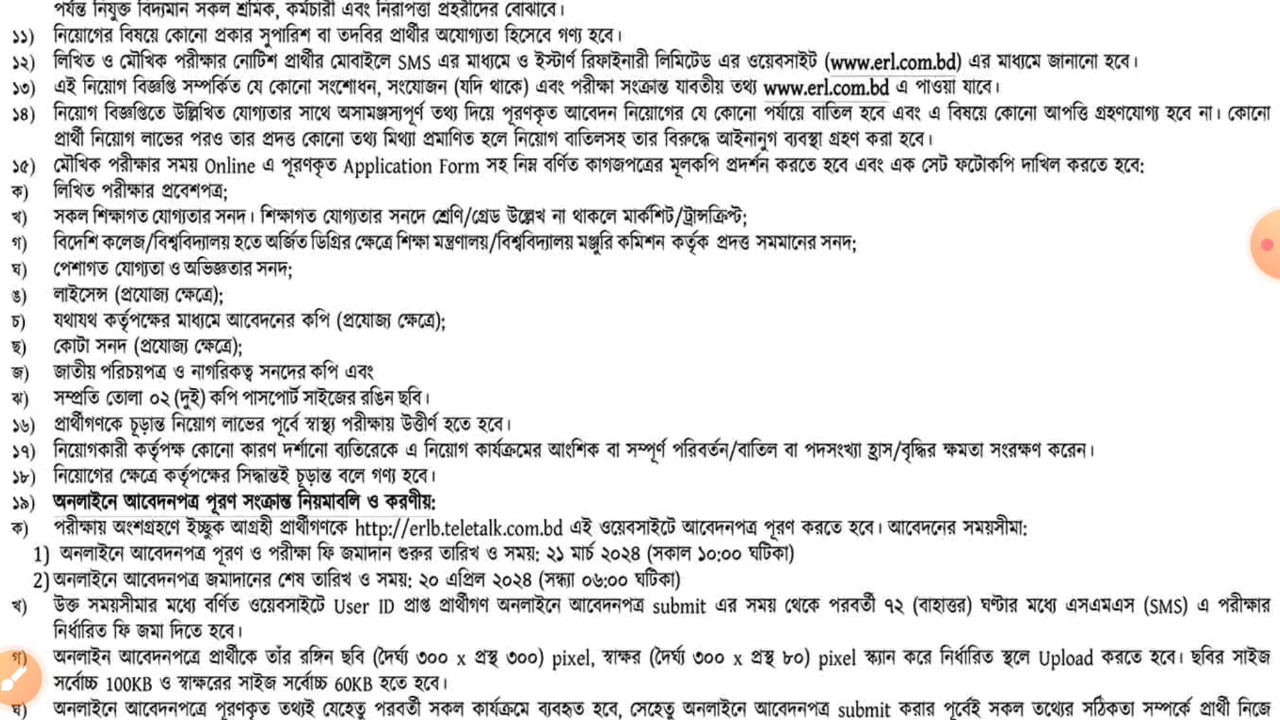 পর্যন্ত নিযুক্ত বিদ্যমান সকল শ্রমিক, কর্মচারী এবং নিরাপত্তা প্রহরীদের বোঝাবে।
১১) নিয়োগের বিষয়ে কোনো প্রকার সুপারিশ বা তদবির প্রার্থীর অযোগ্যতা হিসেবে গণ্য হবে।
১২) লিখিত ও মৌখিক পরীক্ষার নোটিশ প্রার্থীর মোবাইলে SMS এর মাধ্যমে ও ইস্টার্ণ রিফাইনারী লিমিটেড এর ওয়েবসাইট (www.erl.com.bd) এর মাধ্যমে জানানো হবে।
১৩) এই নিয়োগ বিজ্ঞপ্তি সম্পর্কিত যে কোনো সংশোধন, সংযোজন (যদি থাকে) এবং পরীক্ষা সংক্রান্ত যাবতীয় তথ্য www.erl.com.bd এ পাওয়া যাবে।
১৪) নিয়োগ বিজ্ঞপ্তিতে উল্লিখিত যোগ্যতার সাথে অসামঞ্জস্যপূর্ণ তথ্য দিয়ে পূরণকৃত আবেদন নিয়োগের যে কোনো পর্যায়ে বাতিল হবে এবং এ বিষয়ে কোনো আপত্তি গ্রহণযোগ্য হবে না। কোনো
প্রার্থী নিয়োগ লাভের পরও তার প্রদত্ত কোনো তথ্য মিথ্যা প্রমাণিত হলে নিয়োগ বাতিলসহ তার বিরুদ্ধে আইনানুগ ব্যবস্থা গ্রহণ করা হবে।
১৫) মৌখিক পরীক্ষার সময় Online এ পূরণকৃত Application Form সহ নিম্ন বর্ণিত কাগজপত্রের মূলকপি প্রদর্শন করতে হবে এবং এক সেট ফটোকপি দাখিল করতে হবে:
ক) লিখিত পরীক্ষার প্রবেশপত্র;
খ) সকল শিক্ষাগত যোগ্যতার সনদ। শিক্ষাগত যোগ্যতার সনদে শ্রেণি/গ্রেড উল্লেখ না থাকলে মার্কশিট/ট্রান্সক্রিপ্ট;
গ) বিদেশি কলেজ/বিশ্ববিদ্যালয় হতে অর্জিত ডিগ্রির ক্ষেত্রে শিক্ষা মন্ত্রণালয়/বিশ্ববিদ্যালয় মঞ্জুরি কমিশন কর্তৃক প্রদত্ত সমমানের সনদ;
ঘ) পেশাগত যোগ্যতা ও অভিজ্ঞতার সনদ;
ঙ) লাইসেন্স (প্রযোজ্য ক্ষেত্রে);
চ) যথাযথ কর্তৃপক্ষের মাধ্যমে আবেদনের কপি (প্রযোজ্য ক্ষেত্রে);
ছ) কোটা সনদ (প্রযোজ্য ক্ষেত্রে);
জ) জাতীয় পরিচয়পত্র ও নাগরিকত্ব সনদের কপি এবং
ঝ) সম্প্রতি তোলা ০২ (দুই) কপি পাসপোর্ট সাইজের রঙিন ছবি।
১৬) প্রার্থীগণকে চূড়ান্ত নিয়োগ লাভের পূর্বে স্বাস্থ্য পরীক্ষায় উত্তীর্ণ হতে হবে।
১৭) নিয়োগকারী কর্তৃপক্ষ কোনো কারণ দর্শানো ব্যতিরেকে এ নিয়োগ কার্যক্রমের আংশিক বা সম্পূর্ণ পরিবর্তন/বাতিল বা পদসংখ্যা হ্রাস/বৃদ্ধির ক্ষমতা সংরক্ষণ করেন।
১৮) নিয়োগের ক্ষেত্রে কর্তৃপক্ষের সিদ্ধান্তই চূড়ান্ত বলে গণ্য হবে।
১৯) অনলাইনে আবেদনপত্র পূরণ সংক্রান্ত নিয়মাবলি ও করণীয়:
ক) পরীক্ষায় অংশগ্রহণে ইচ্ছুক আগ্রহী প্রার্থীগণকে http://erlb.teletalk.com.bd এই ওয়েবসাইটে আবেদনপত্র পূরণ করতে হবে। আবেদনের সময়সীমা:
1) অনলাইনে আবেদনপত্র পূরণ ও পরীক্ষা ফি জমাদান শুরুর তারিখ ও সময়: ২১ মার্চ ২০২৪ (সকাল ১০:০০ ঘটিকা)
2) অনলাইনে আবেদনপত্র জমাদানের শেষ তারিখ ও সময়: ২০ এপ্রিল ২০২৪ (সন্ধ্যা ০৬:০০ ঘটিকা)
খ) উক্ত সময়সীমার মধ্যে বর্ণিত ওয়েবসাইটে User ID প্রাপ্ত প্রার্থীগণ অনলাইনে আবেদনপত্র submit এর সময় থেকে পরবর্তী ৭২ (বাহাত্তর) ঘণ্টার মধ্যে এসএমএস (SMS) এ পরীক্ষার
নির্ধারিত ফি জমা দিতে হবে।
গ) অনলাইন আবেদনপত্রে প্রার্থীকে তাঁর রঙ্গিন ছবি (দৈর্ঘ্য ৩০০ x প্রস্থ ৩০০) pixel, স্বাক্ষর (দৈর্ঘ্য ৩০০ x প্রস্থ ৮০) pixel স্ক্যান করে নির্ধারিত স্থলে Upload করতে হবে। ছবির সাইজ
সর্বোচ্চ 100KB ও স্বাক্ষরের সাইজ সর্বোচ্চ 60KB হতে হবে।
ঘ) অনলাইনে আবেদনপত্রে পূরণকৃত তথ্যই যেহেতু পরবর্তী সকল কার্যক্রমে ব্যবহৃত হবে, সেহেতু অনলাইনে আবেদনপত্র submit করার পূর্বেই সকল তথ্যের সঠিকতা সম্পর্কে প্রার্থী নিজে